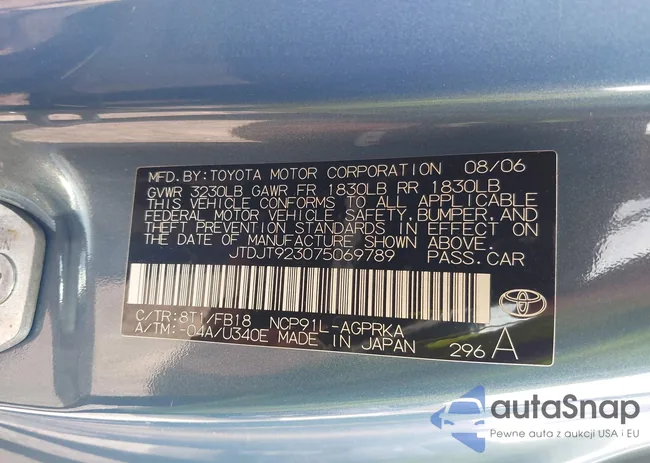 MFD.BY:TOYOTA MOTOR CORPORATION 08/06
GVWR 3230LB GAWR FR 1830LB RR 1830LB
THIS VEHICLE CONFORMS TO ALL APPLICABLE
FEDERAL MOTOR VEHICLE SAFETY, BUMPER, AND
THEFT PREVENTION STANDARDS IN EFFECT ON
THE DATE OF MANUFACTURE SHOWN ABOVE.
JTDJT923075069789 PASS.CAR
C/TR:8T1/FB18 NCP91L-AGPRKA
A/TM:-04A/U340E MADE IN JAPAN 296 A
autaSnap
Pewne auta z aukcji USA i EU